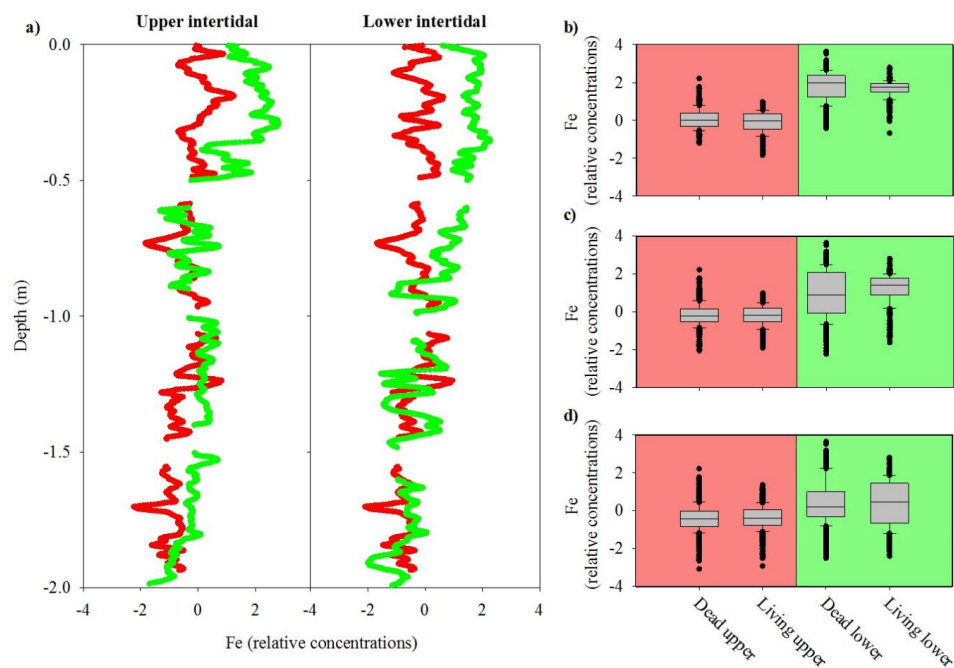 a)
Upper intertidal
Lower intertidal
0.0
-0.5
-1.0
-1.5
-2.0
Depth (m)
-4 -2 0 2 4
-4 -2 0 2 4
Fe (relative concentrations)
b)
Fe
(relative concentrations)
4
2
0
-2
-4
c)
Fe
(relative concentrations)
4
2
0
-2
-4
d)
Fe
(relative concentrations)
4
2
0
-2
-4
Dead upper
Living upper
Dead lower
Living lower